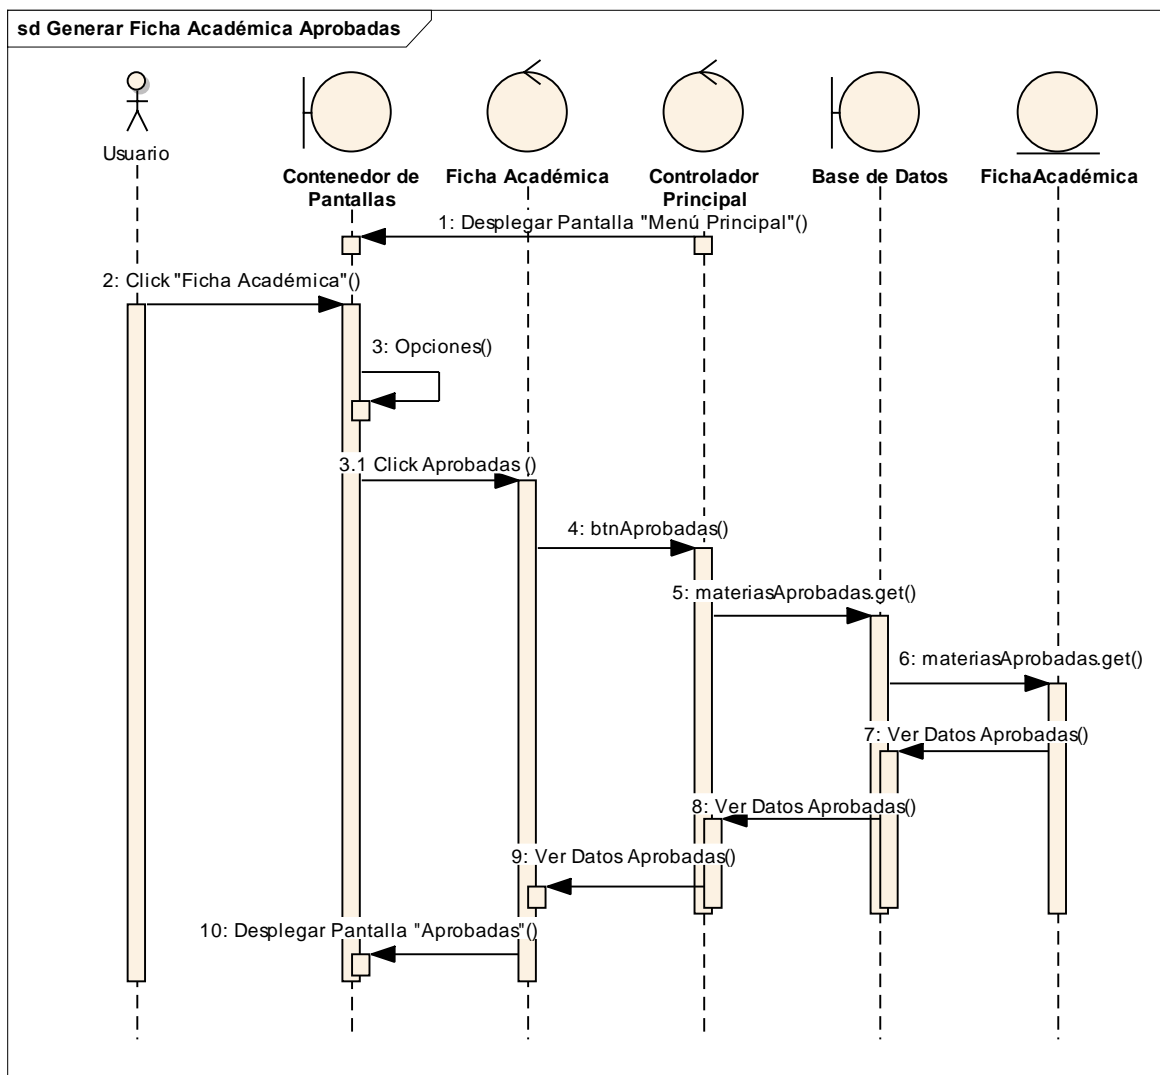 sd Generar Ficha Académica Aprobadas
Usuario
Contenedor de
Pantallas
Ficha Académica
Controlador
Principal
Base de Datos
FichaAcadémica
1: Desplegar Pantalla "Menú Principal"()
2: Click "Ficha Académica"()
3: Opciones()
3.1 Click Aprobadas ()
4: btnAprobadas()
5: materiasAprobadas.get()
6: materiasAprobadas.get()
7: Ver Datos Aprobadas()
8: Ver Datos Aprobadas()
9: Ver Datos Aprobadas()
10: Desplegar Pantalla "Aprobadas"()